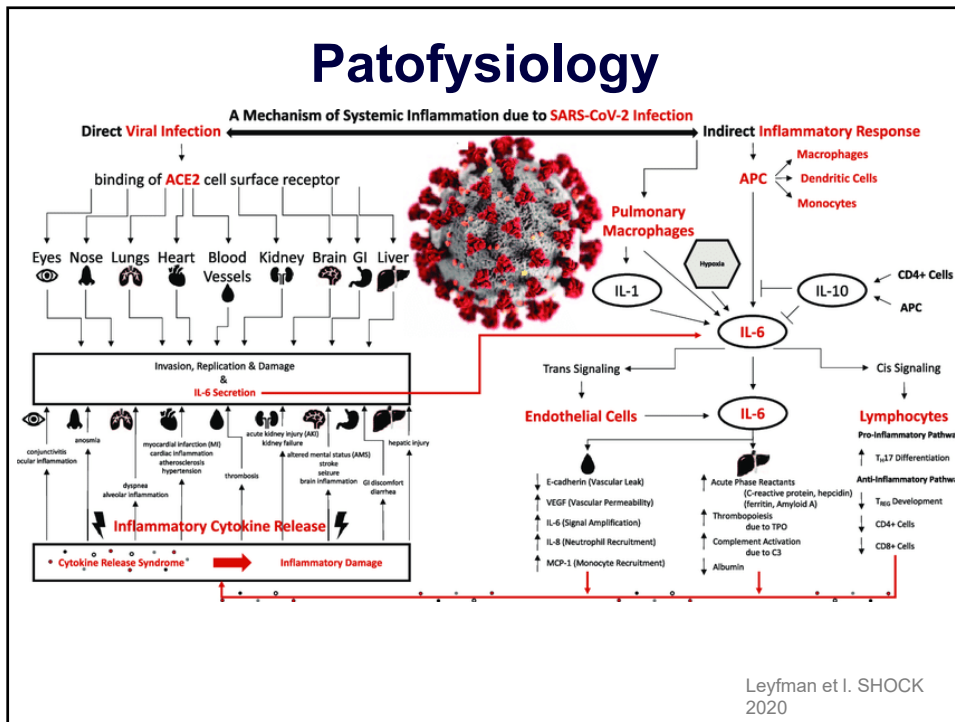 Patofysiology
A Mechanism of Systemic Inflammation due to SARS-CoV-2 Infection
Direct Viral Infection
Indirect Inflammatory Response
binding of ACE2 cell surface receptor
Eyes Nose Lungs Heart Blood Kidney Brain GI Liver
Vessels
Invasion, Replication & Damage
&
IL-6 Secretion
conjunctivitis
ocular inflammation
anosmia
dyspnea
alveolar inflammation
myocardial infarction (MI)
cardiac inflammation
atherosclerosis
hypertension
thrombosis
acute kidney injury (AKI)
kidney failure
altered mental status (AMS)
stroke
seizure
brain inflammation
GI discomfort
diarrhea
hepatic injury
Inflammatory Cytokine Release
Cytokine Release Syndrome
Inflammatory Damage
APC
Macrophages
Dendritic Cells
Monocytes
Pulmonary
Macrophages
Hypoxia
IL-1
IL-10
CD4+ Cells
APC
IL-6
Trans Signaling
Cis Signaling
Endothelial Cells
IL-6
Lymphocytes
E-cadherin (Vascular Leak)
VEGF (Vascular Permeability)
IL-6 (Signal Amplification)
IL-8 (Neutrophil Recruitment)
MCP-1 (Monocyte Recruitment)
Acute Phase Reactants
(C-reactive protein, hepcidin)
(ferritin, Amyloid A)
Thrombopoiesis
due to TPO
Complement Activation
due to C3
Albumin
Pro-Inflammatory Pathwa
TH17 Differentiation
Anti-Inflammatory Pathwa
TREG Development
CD4+ Cells
CD8+ Cells
Leyfman et l. SHOCK
2020